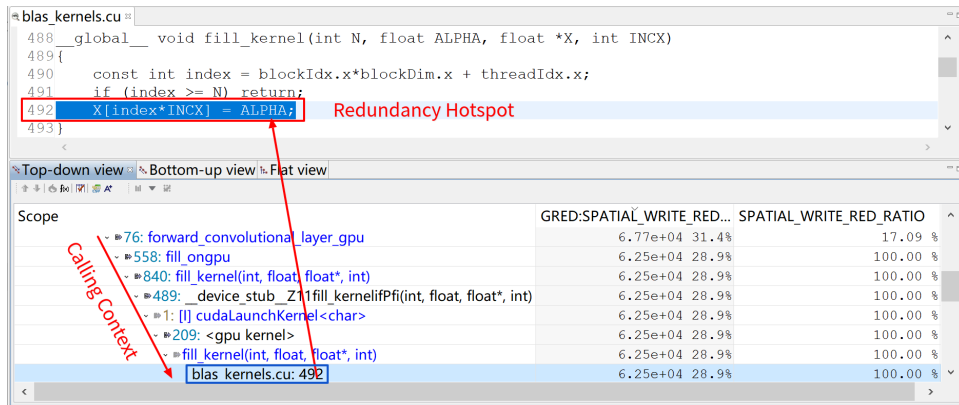 blas_kernels.cu
488 __global__ void fill_kernel(int N, float ALPHA, float *X, int INCX)
489 {
490 const int index = blockIdx.x*blockDim.x + threadIdx.x;
491 if (index >= N) return;
492 X[index*INCX] = ALPHA;
Redundancy Hotspot
493 }
Top-down view Bottom-up view Flat view
Scope GRED:SPATIAL_WRITE_RED... SPATIAL_WRITE_RED_RATIO
76: forward_convolutional_layer_gpu 6.77e+04 31.4% 17.09 %
558: fill_ongpu 6.25e+04 28.9% 100.00 %
840: fill_kernel(int, float, float*, int) 6.25e+04 28.9% 100.00 %
489: __device_stub__Z11fill_kernelifPfi(int, float, float*, int) 6.25e+04 28.9% 100.00 %
1: [I] cudaLaunchKernel<char> 6.25e+04 28.9% 100.00 %
209: <gpu kernel> 6.25e+04 28.9% 100.00 %
fill_kernel(int, float, float*, int) 6.25e+04 28.9% 100.00 %
blas_kernels.cu: 492 6.25e+04 28.9% 100.00 %
Calling Context